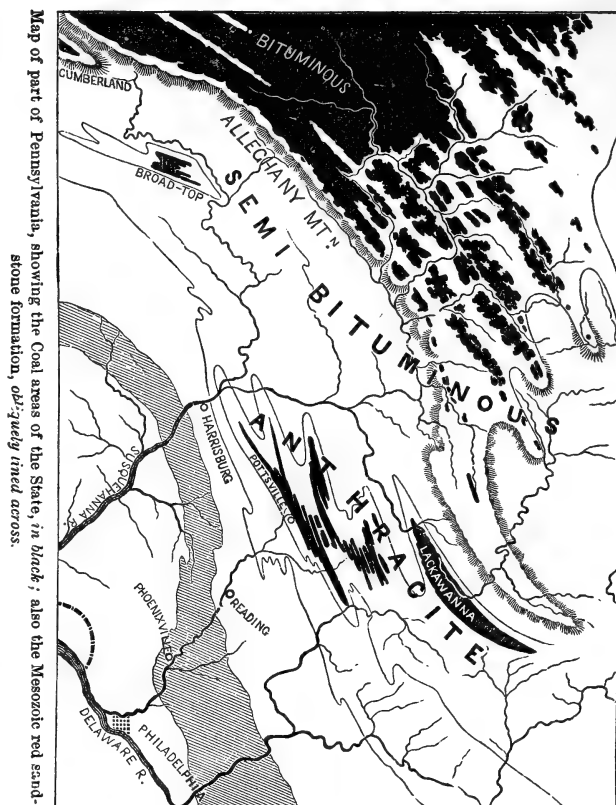 Map of part of Pennsylvania, showing the Coal areas of the State, in black; also the Mesozoic red sand-
stone formation, obliquely lined across.
BITUMINOUS
CUMBERLAND
ALLEGHANY MT.N
BROAD-TOP
SEMI BITUMINOUS
ANTHRACITE
HARRISBURG
POTTSVILLE
LACKAWANNA
SUSQUEHANNA R.
READING
PHOENIXVILLE
PHILADELPHIA
DELAWARE R.